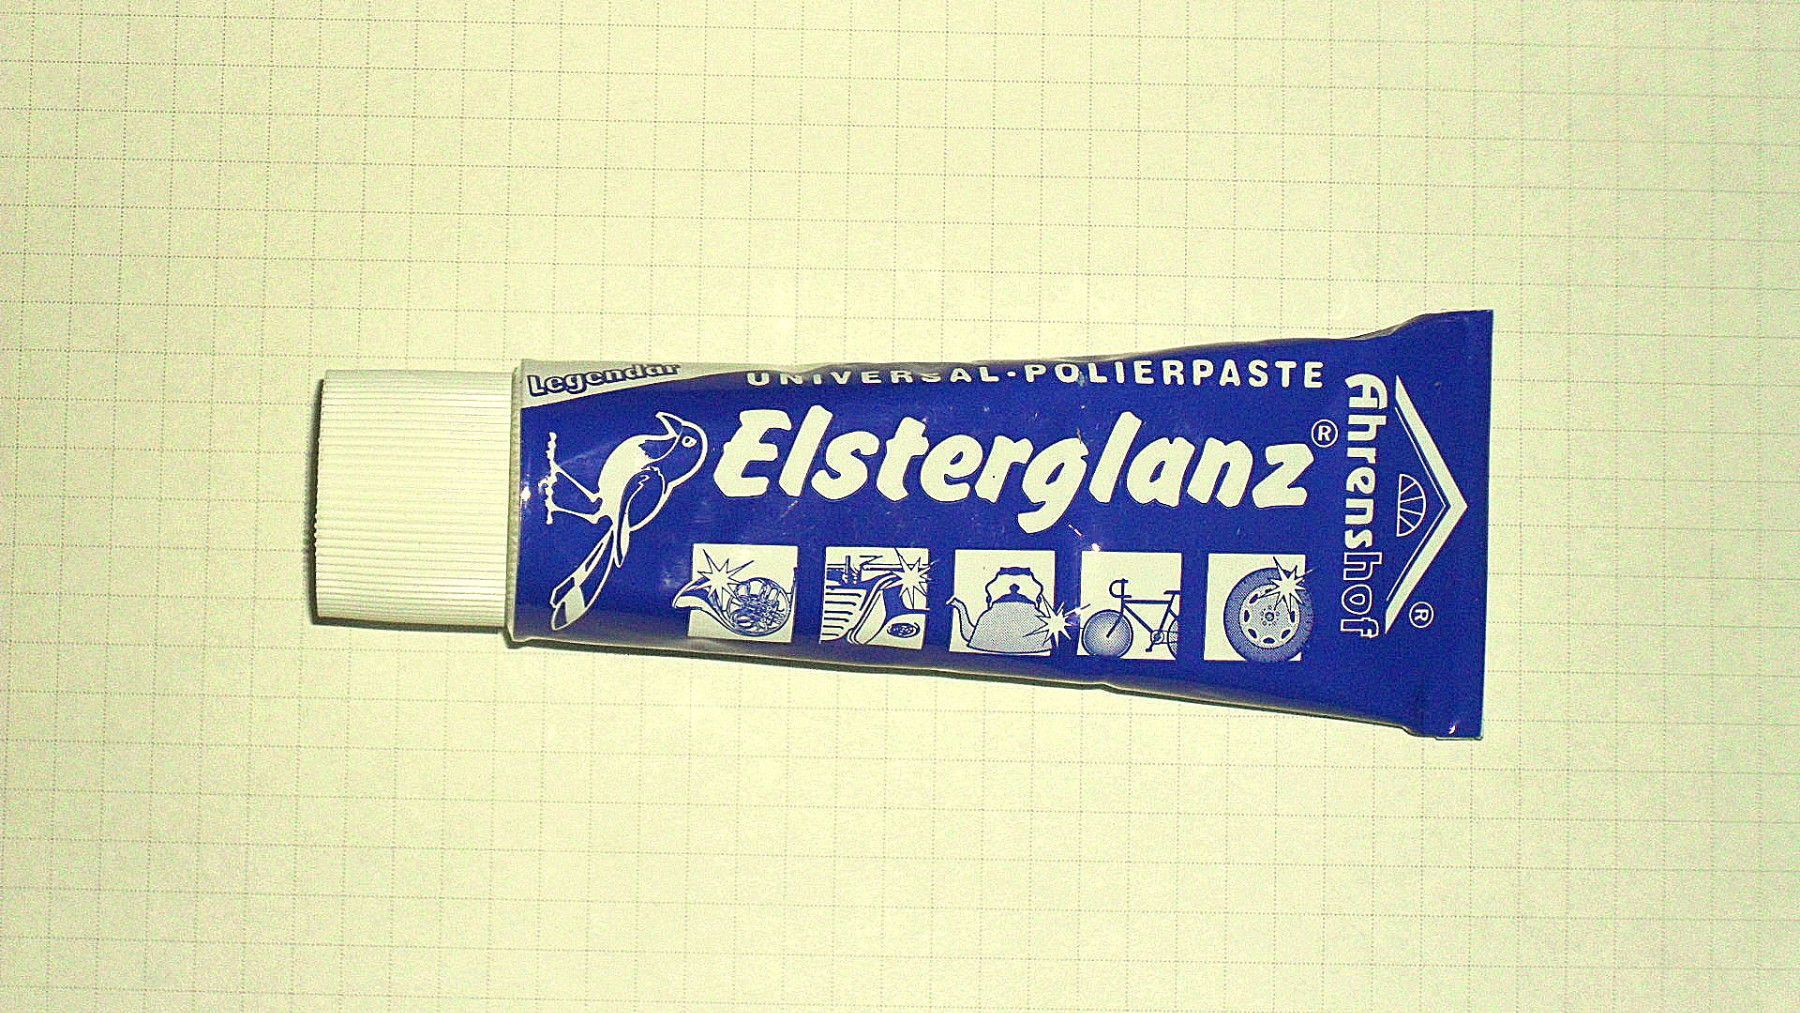 Legendär
UNIVERSAL-POLIERPASTE
Elsterglanz®
Ahrenshof®